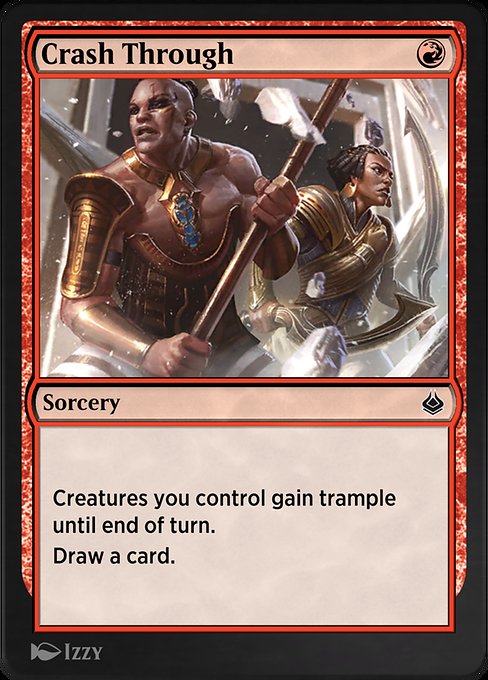 Crash Through
Sorcery
Creatures you control gain trample
until end of turn.
Draw a card.
Izzy